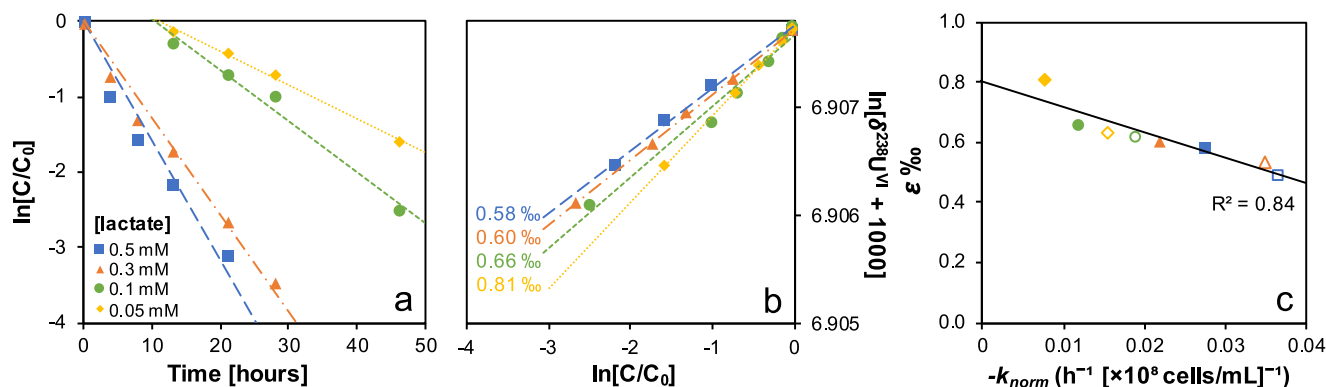 ln[C/C₀]
0
-1
-2
-3
-4
0
10
20
30
40
50
Time [hours]
[lactate]
0.5 mM
0.3 mM
0.1 mM
0.05 mM
a
0.58 ‰
0.60 ‰
0.66 ‰
0.81 ‰
b
-4
-3
-2
-1
0
ln[C/C₀]
6.907
6.906
6.905
ln[δ²³⁸Uⱽᴵ + 1000]
ε ‰
1.0
0.8
0.6
0.4
0.2
0.0
R² = 0.84
c
0
0.01
0.02
0.03
0.04
-k_norm (h⁻¹ [×10⁸ cells/mL]⁻¹)